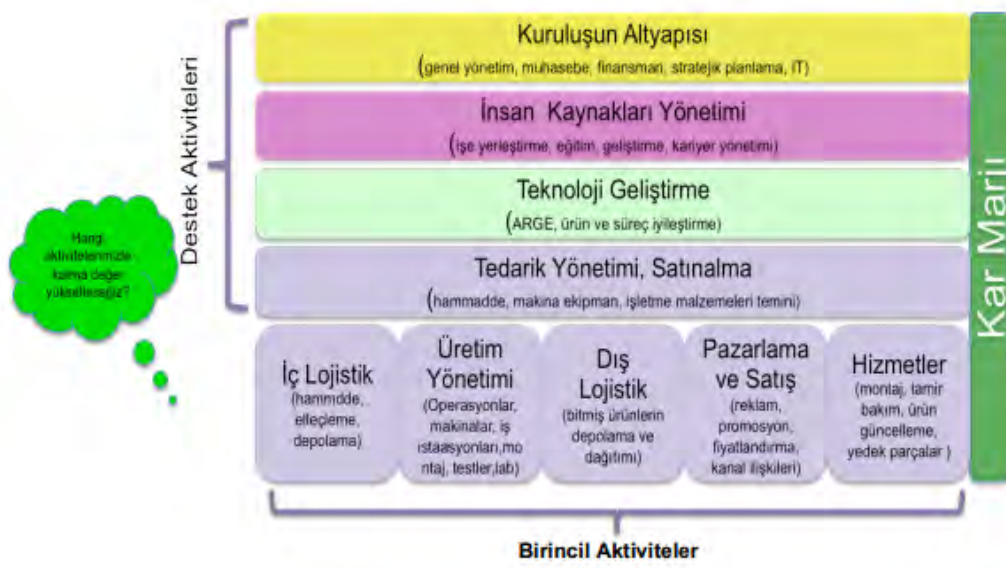 Kuruluşun Altyapısı
(genel yönetim, muhasebe, finansman, stratejik planlama, IT)
İnsan Kaynakları Yönetimi
(işe yerleştirme, eğitim, geliştirme, kariyer yönetimi)
Teknoloji Geliştirme
(ARGE, ürün ve süreç iyileştirme)
Tedarik Yönetimi, Satınalma
(hammadde, makina ekipman, işletme malzemeleri temini)
Destek Aktiviteleri
Hangi
aktivitelerimizle
katma değer
yükselteceğiz?
İç Lojistik
(hammdde,
elleçleme,
depolama)
Üretim
Yönetimi
(Operasyonlar,
makinalar, iş
istaasyonları,mo
ntaj, testler,lab)
Dış
Lojistik
(bitmiş ürünlerin
depolama ve
dağıtımı)
Pazarlama
ve Satış
(reklam,
promosyon,
fiyatlandırma,
kanal ilişkileri)
Hizmetler
(montaj, tamir
bakım, ürün
güncelleme,
yedek parçalar )
Kar Marjı
Birincil Aktiviteler